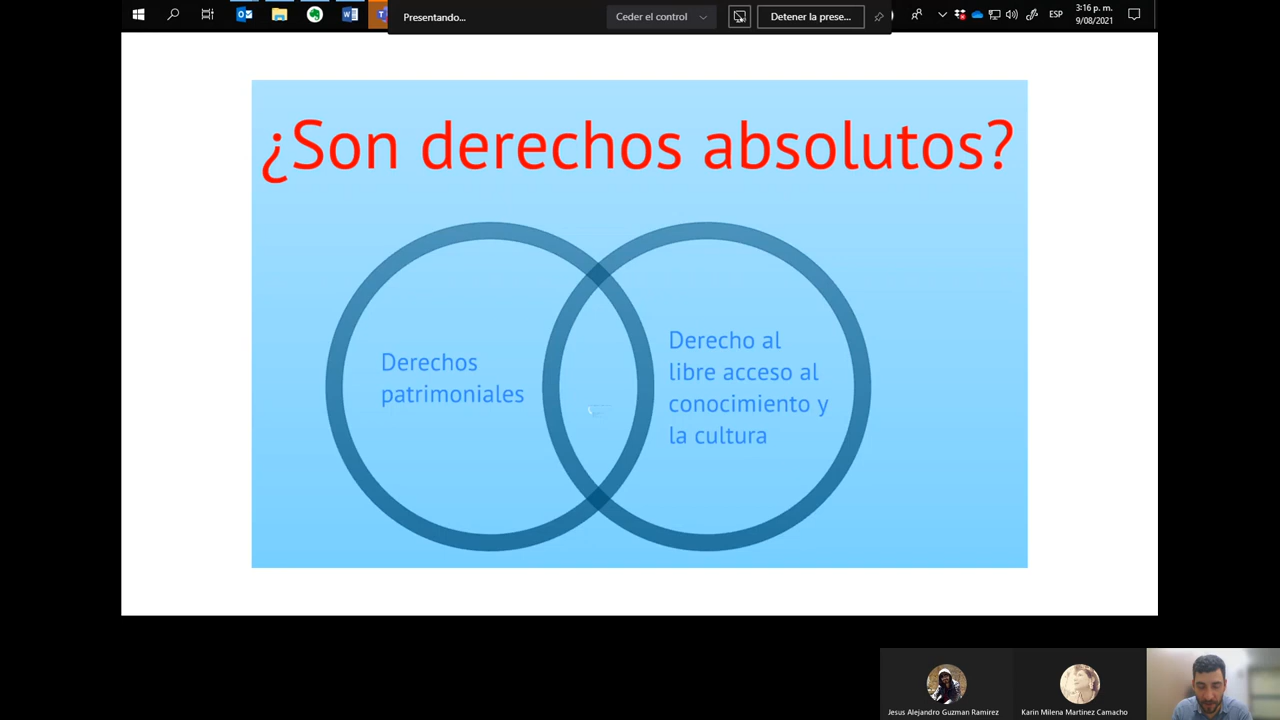 Presentando...
Ceder el control
Detener la prese...
ESP
3:16 p. m.
9/08/2021
¿Son derechos absolutos?
Derechos
patrimoniales
Derecho al
libre acceso al
conocimiento y
la cultura
Jesus Alejandro Guzman Ramirez
Karin Milena Martinez Camacho